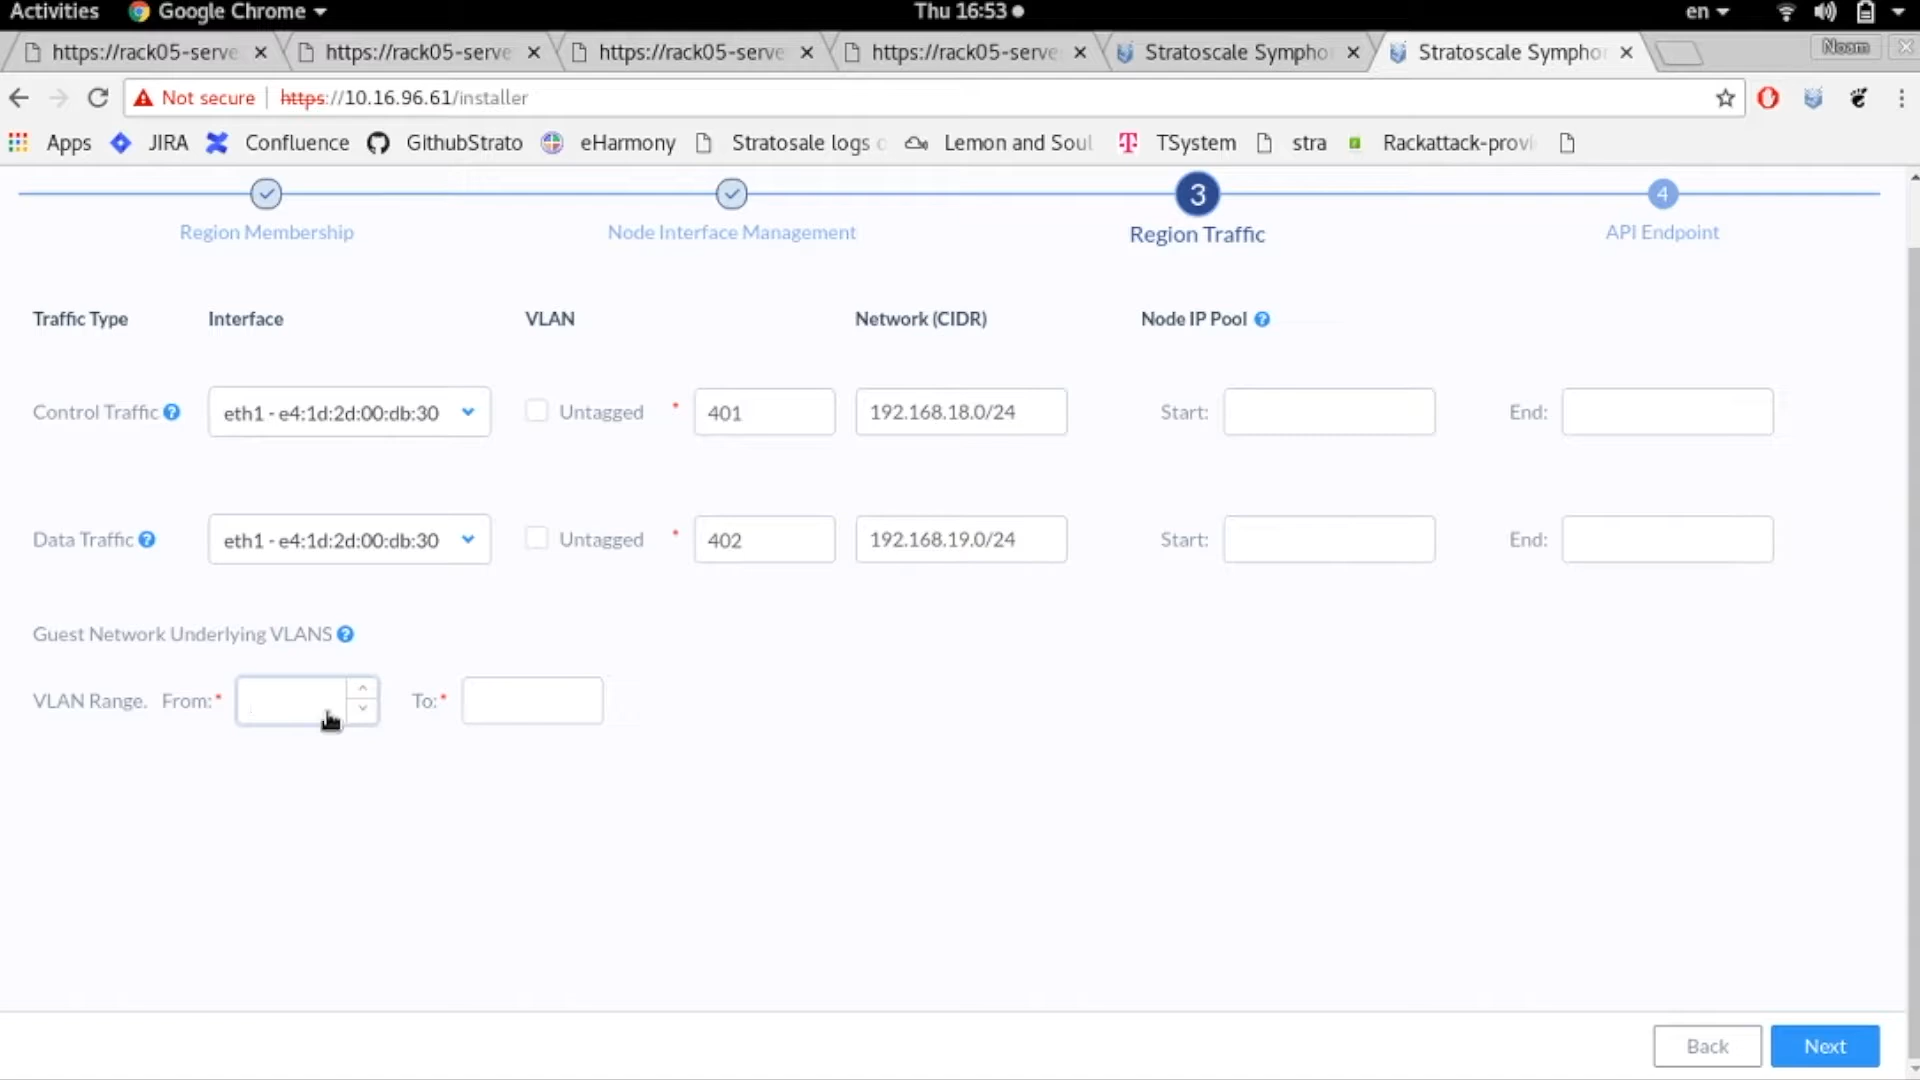 Activities Google Chrome Thu 16:53 en
https://rack05-serve https://rack05-serve https://rack05-serve https://rack05-serve Stratoscale Sympho Stratoscale Symphon Noam
Not secure https://10.16.96.61/installer
Apps JIRA Confluence GithubStrato eHarmony Stratosale logs Lemon and Soul TSystem stra Rackattack-provi
3 4
Region Membership Node Interface Management Region Traffic API Endpoint
Traffic Type Interface VLAN Network (CIDR) Node IP Pool ?
Control Traffic ? eth1 - e4:1d:2d:00:db:30 Untagged * 401 192.168.18.0/24 Start: End:
Data Traffic ? eth1 - e4:1d:2d:00:db:30 Untagged * 402 192.168.19.0/24 Start: End:
Guest Network Underlying VLANS ?
VLAN Range. From:* To:*
Back Next